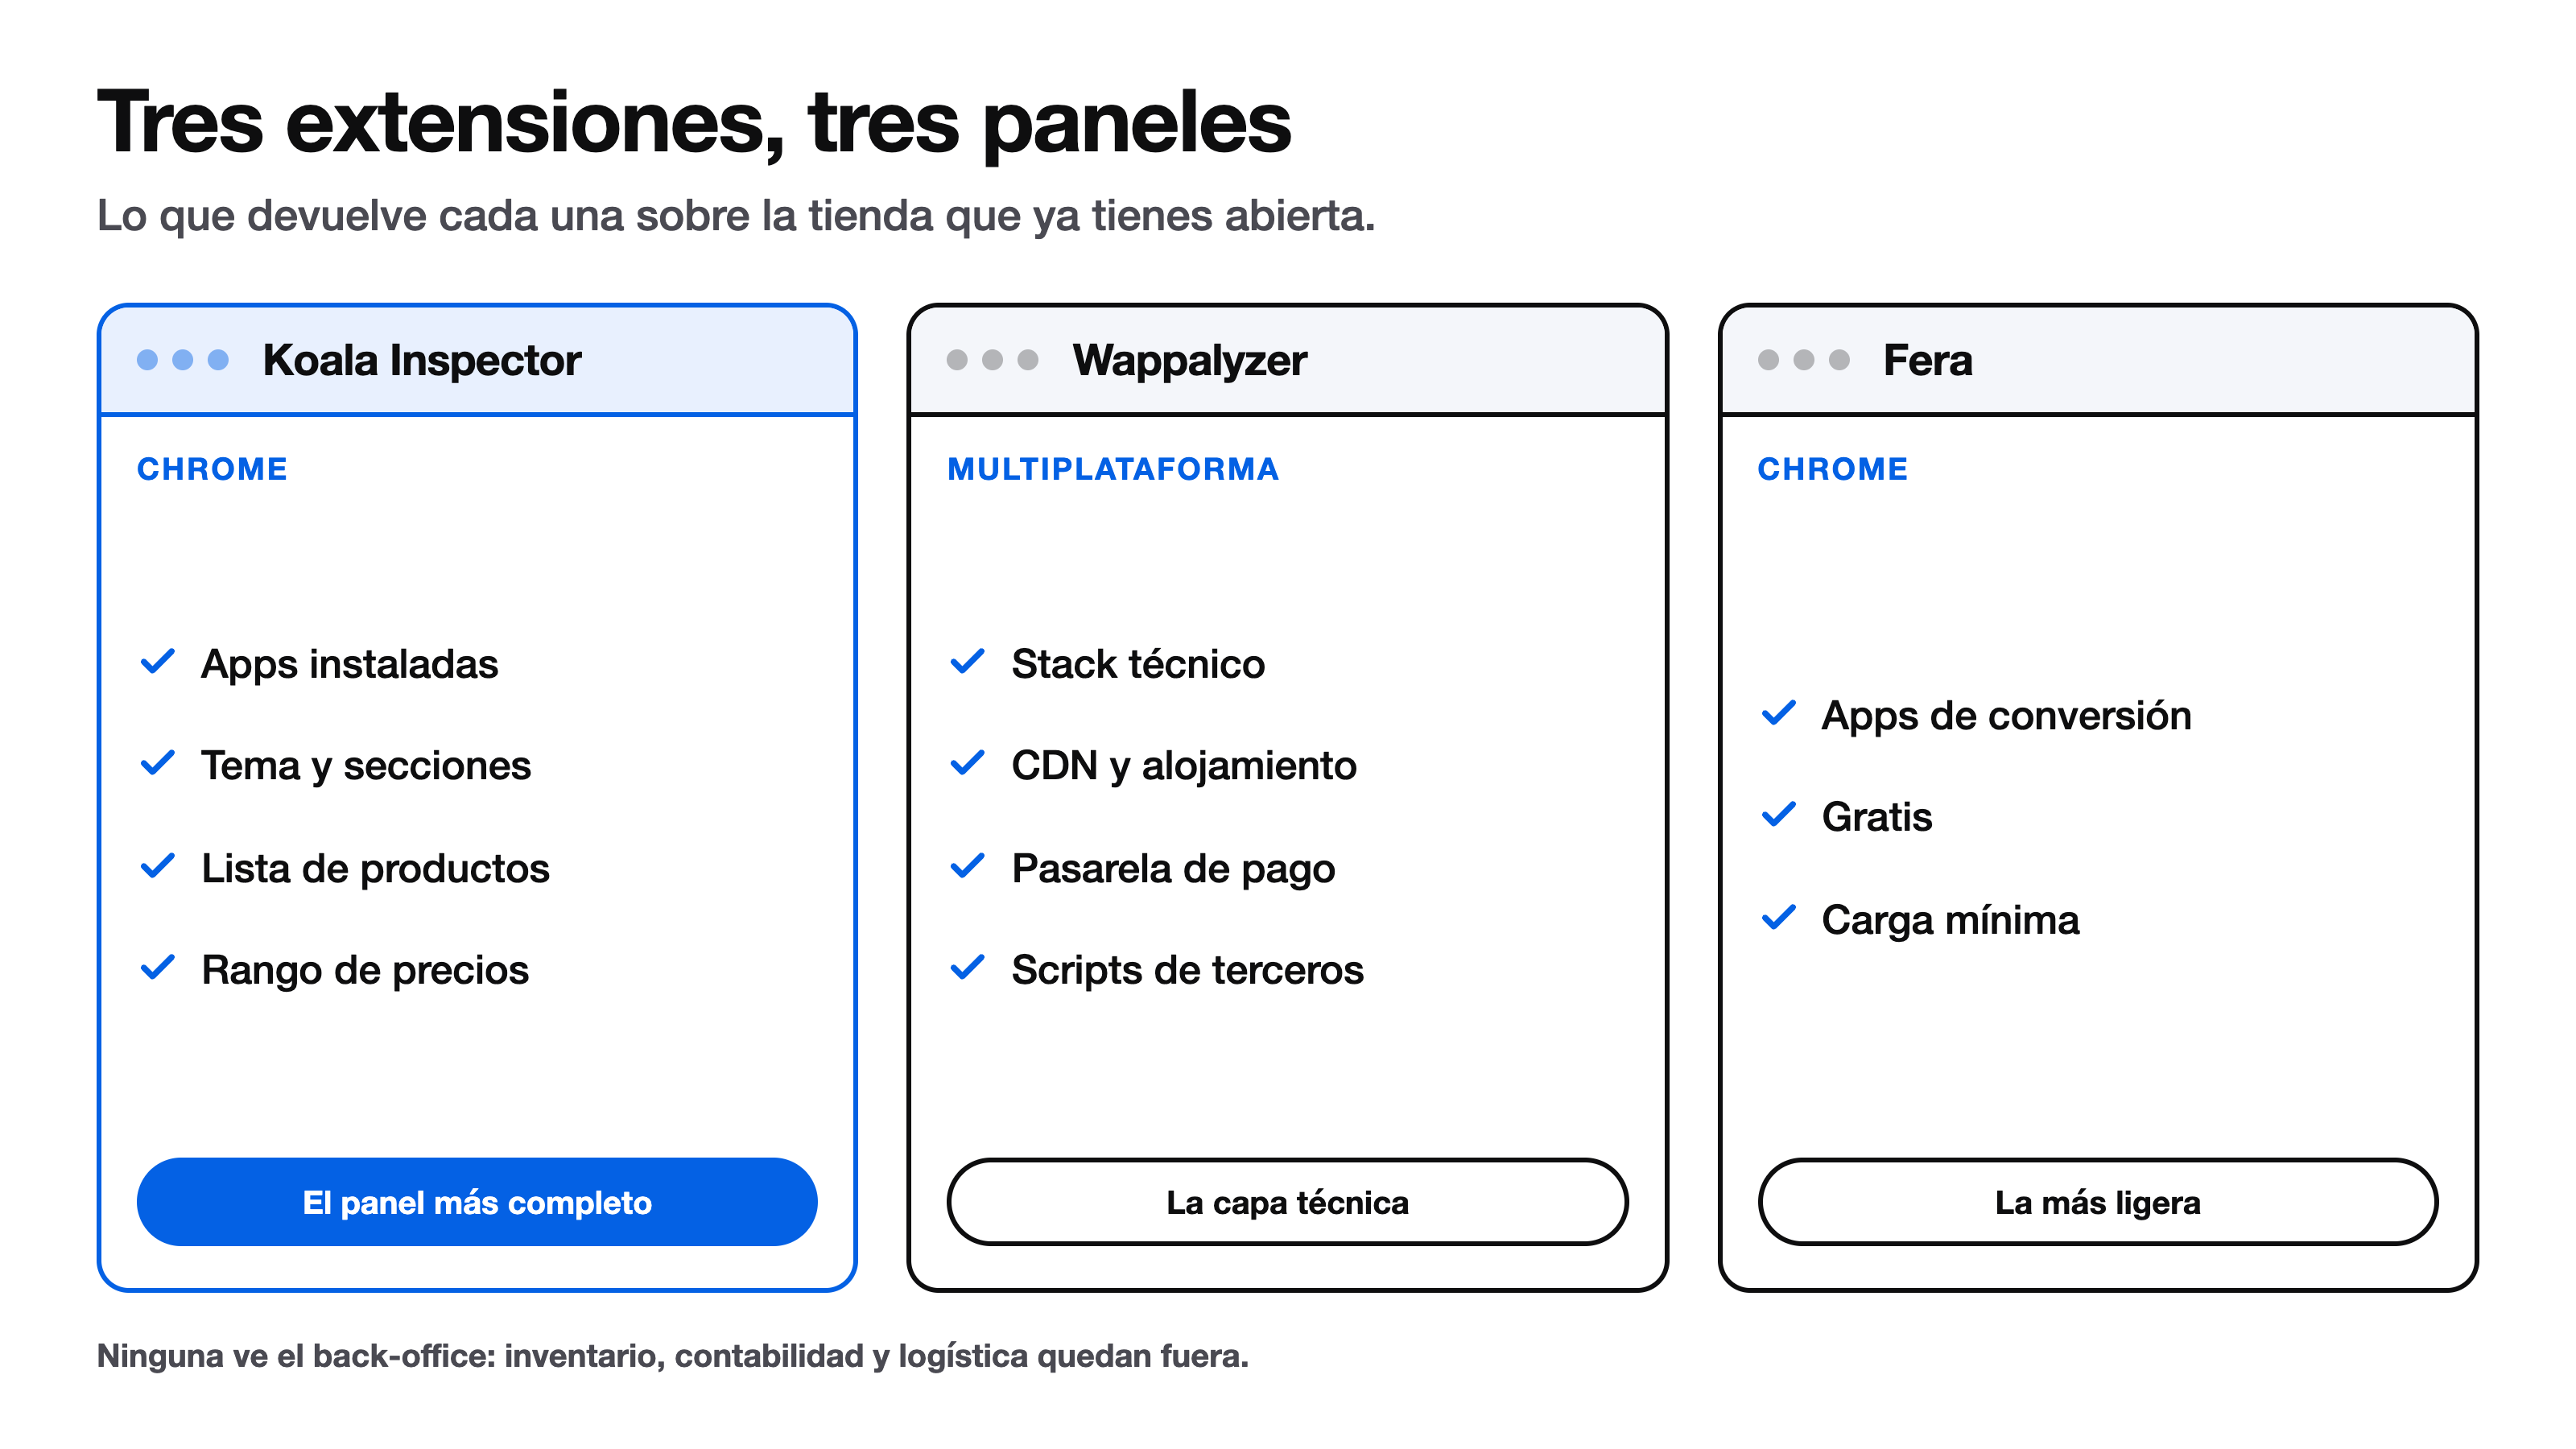 Tres extensiones, tres paneles
Lo que devuelve cada una sobre la tienda que ya tienes abierta.
Koala Inspector
CHROME
Apps instaladas
Tema y secciones
Lista de productos
Rango de precios
El panel más completo
Wappalyzer
MULTIPLATAFORMA
Stack técnico
CDN y alojamiento
Pasarela de pago
Scripts de terceros
La capa técnica
Fera
CHROME
Apps de conversión
Gratis
Carga mínima
La más ligera
Ninguna ve el back-office: inventario, contabilidad y logística quedan fuera.